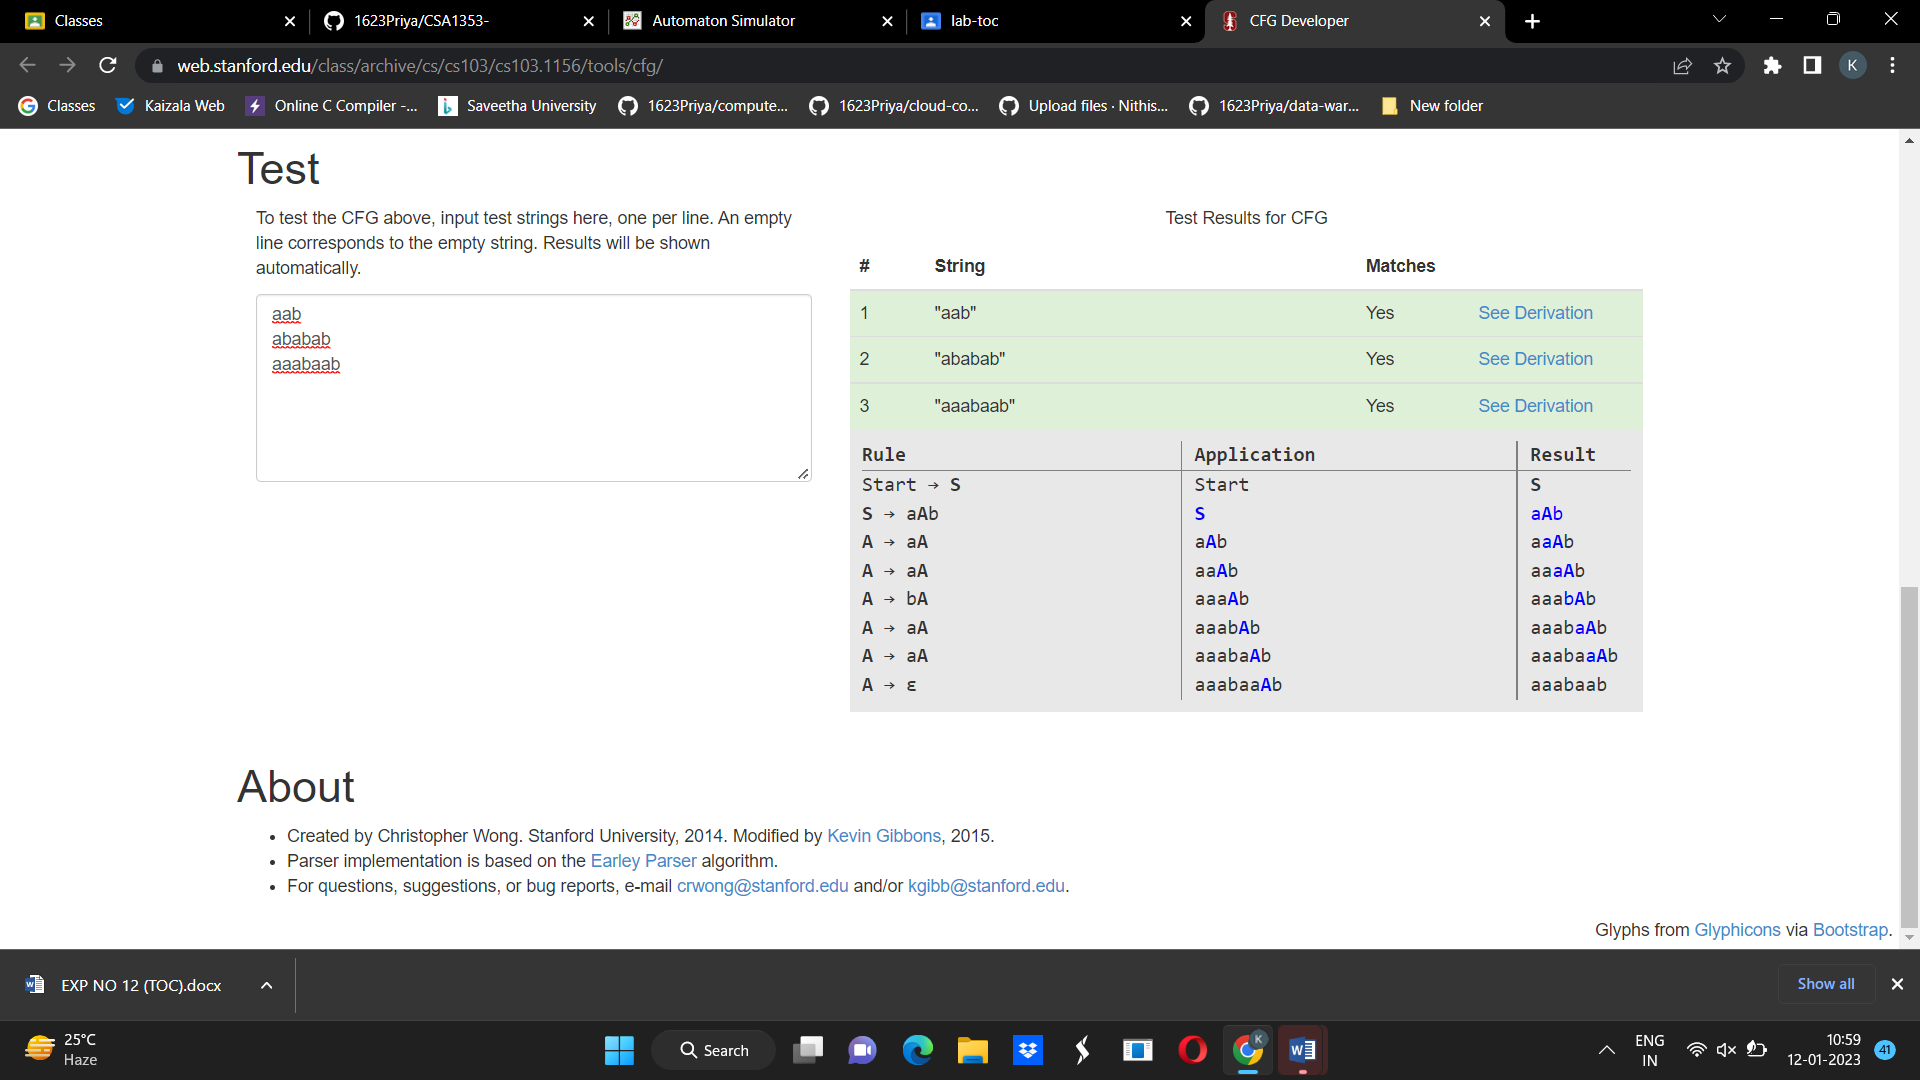 Classes
1623Priya/CSA1353-
Automaton Simulator
lab-toc
CFG Developer
web.stanford.edu/class/archive/cs/cs103/cs103.1156/tools/cfg/
K
Classes
Kaizala Web
Online C Compiler -...
Saveetha University
1623Priya/compute...
1623Priya/cloud-co...
Upload files · Nithis...
1623Priya/data-war...
New folder
Test
To test the CFG above, input test strings here, one per line. An empty
line corresponds to the empty string. Results will be shown
automatically.
aab
ababab
aaabaab
Test Results for CFG
# String Matches
1 "aab" Yes See Derivation
2 "ababab" Yes See Derivation
3 "aaabaab" Yes See Derivation
Rule Application Result
Start → S Start S
S → aAb S aAb
A → aA aAb aaAb
A → aA aaAb aaaAb
A → bA aaaAb aaabAb
A → aA aaabAb aaabaAb
A → aA aaabaAb aaabaaAb
A → ε aaabaaAb aaabaab
About
• Created by Christopher Wong. Stanford University, 2014. Modified by Kevin Gibbons, 2015.
• Parser implementation is based on the Earley Parser algorithm.
• For questions, suggestions, or bug reports, e-mail crwong@stanford.edu and/or kgibb@stanford.edu.
Glyphs from Glyphicons via Bootstrap.
EXP NO 12 (TOC).docx
Show all
25°C
Haze
Search
ENG
IN
10:59
12-01-2023
41